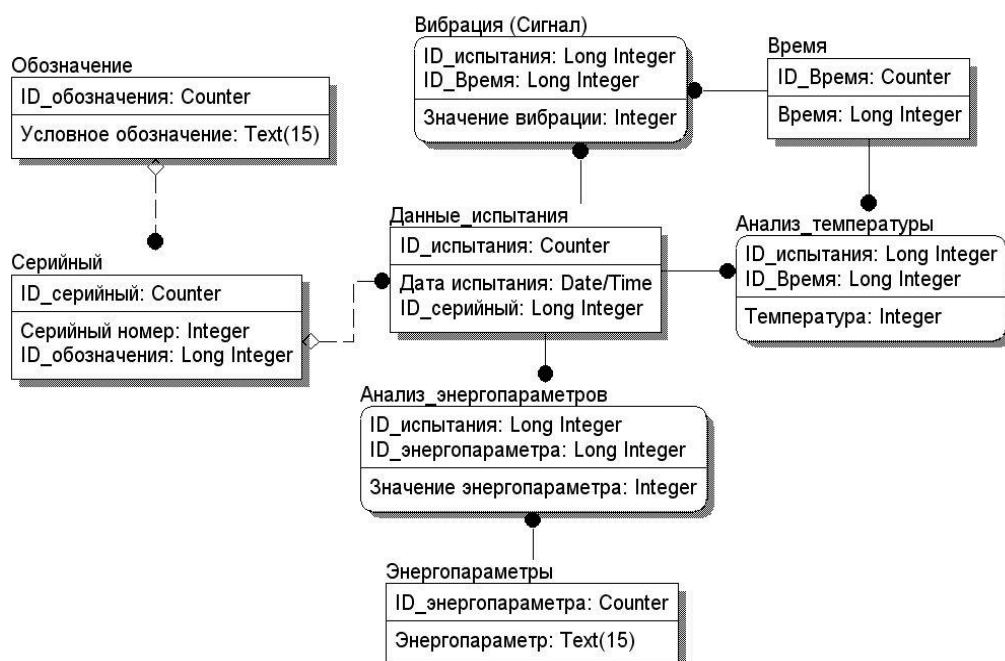 Вибрация (Сигнал)
ID_испытания: Long Integer
ID_Время: Long Integer
Значение вибрации: Integer
Время
ID_Время: Counter
Время: Long Integer
Обозначение
ID_обозначения: Counter
Условное обозначение: Text(15)
Данные_испытания
ID_испытания: Counter
Дата испытания: Date/Time
ID_серийный: Long Integer
Анализ_температуры
ID_испытания: Long Integer
ID_Время: Long Integer
Температура: Integer
Серийный
ID_серийный: Counter
Серийный номер: Integer
ID_обозначения: Long Integer
Анализ_энергопараметров
ID_испытания: Long Integer
ID_энергопараметра: Long Integer
Значение энергопараметра: Integer
Энергопараметры
ID_энергопараметра: Counter
Энергопараметр: Text(15)